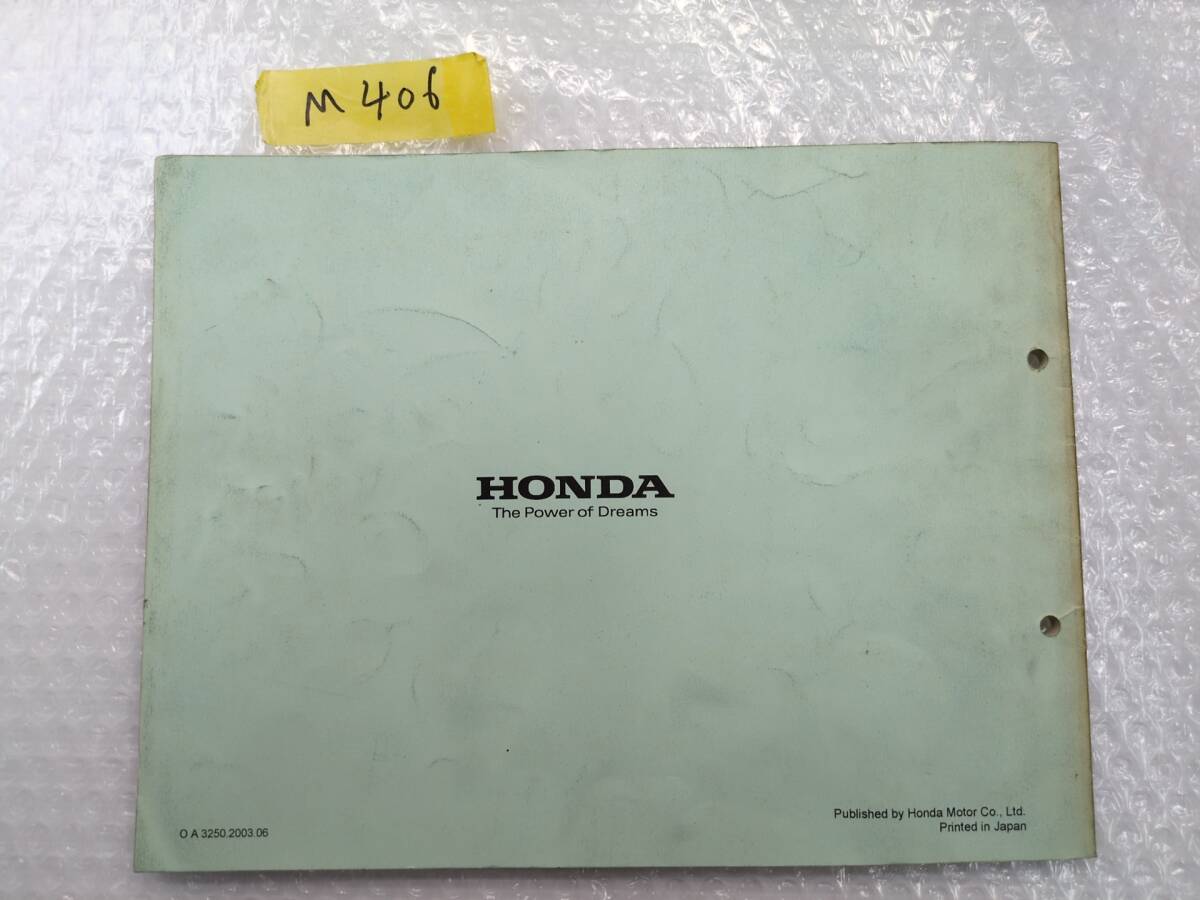 M406
HONDA
The Power of Dreams
Published by Honda Motor Co., Ltd.
Printed in Japan
O A 3250.2003.06